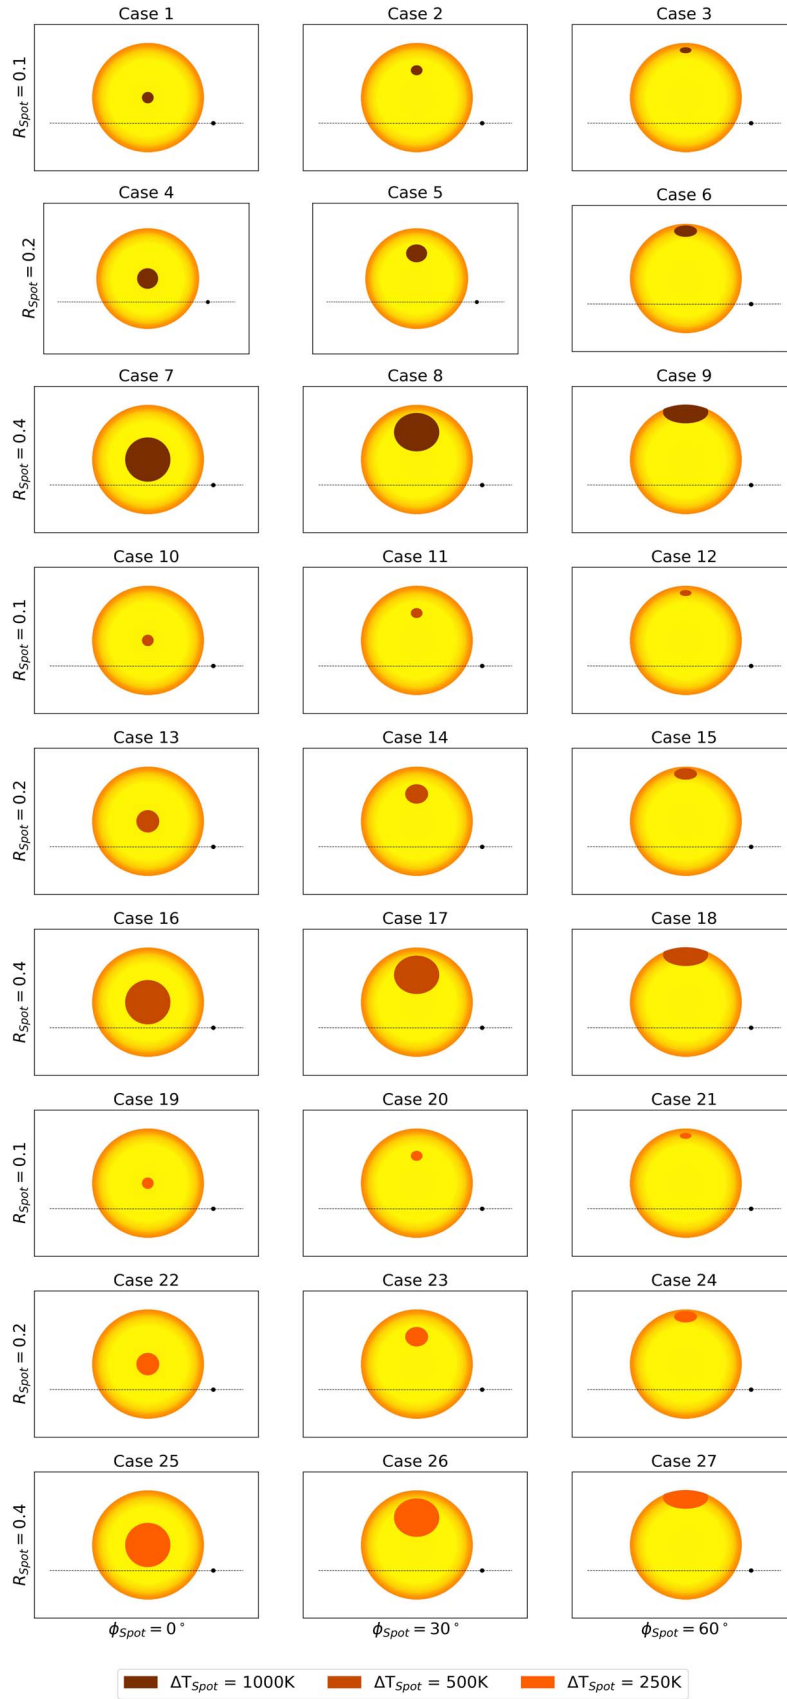 Case 1 Case 2 Case 3
R_Spot = 0.1
Case 4 Case 5 Case 6
R_Spot = 0.2
Case 7 Case 8 Case 9
R_Spot = 0.4
Case 10 Case 11 Case 12
R_Spot = 0.1
Case 13 Case 14 Case 15
R_Spot = 0.2
Case 16 Case 17 Case 18
R_Spot = 0.4
Case 19 Case 20 Case 21
R_Spot = 0.1
Case 22 Case 23 Case 24
R_Spot = 0.2
Case 25 Case 26 Case 27
R_Spot = 0.4
ϕ_Spot = 0° ϕ_Spot = 30° ϕ_Spot = 60°
ΔT_Spot = 1000K ΔT_Spot = 500K ΔT_Spot = 250K